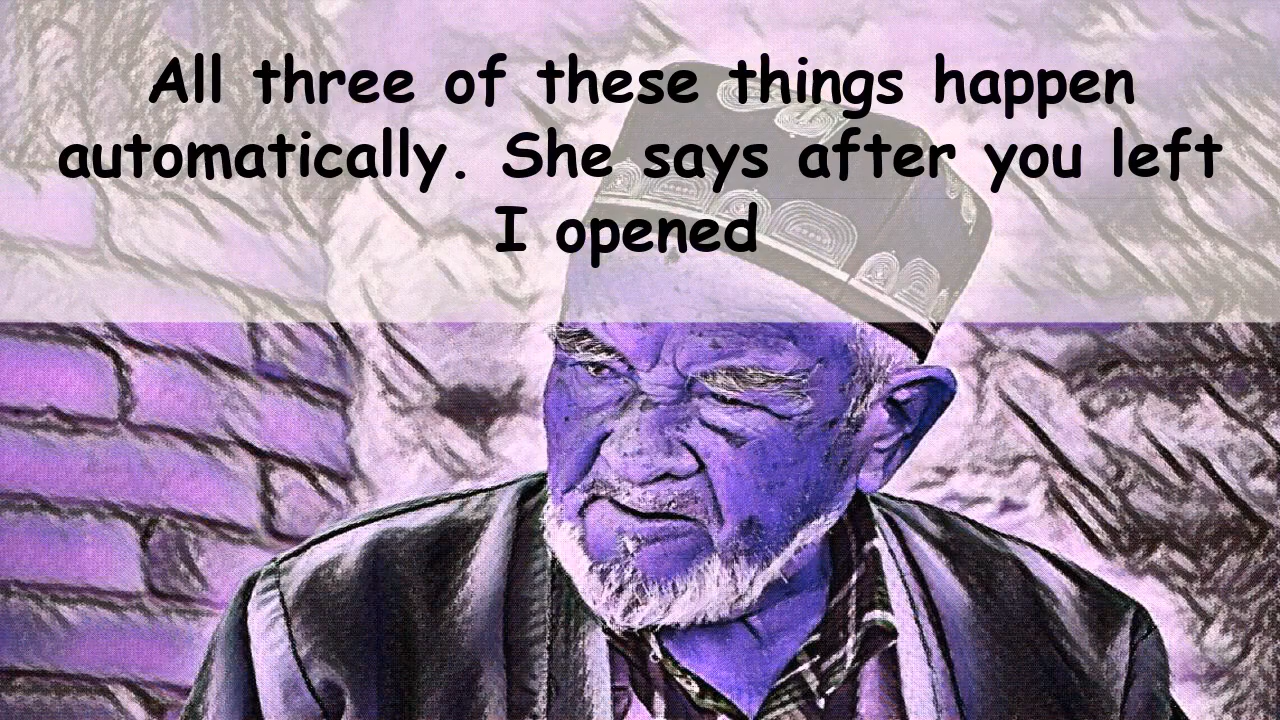 All three of these things happen
automatically. She says after you left
I opened